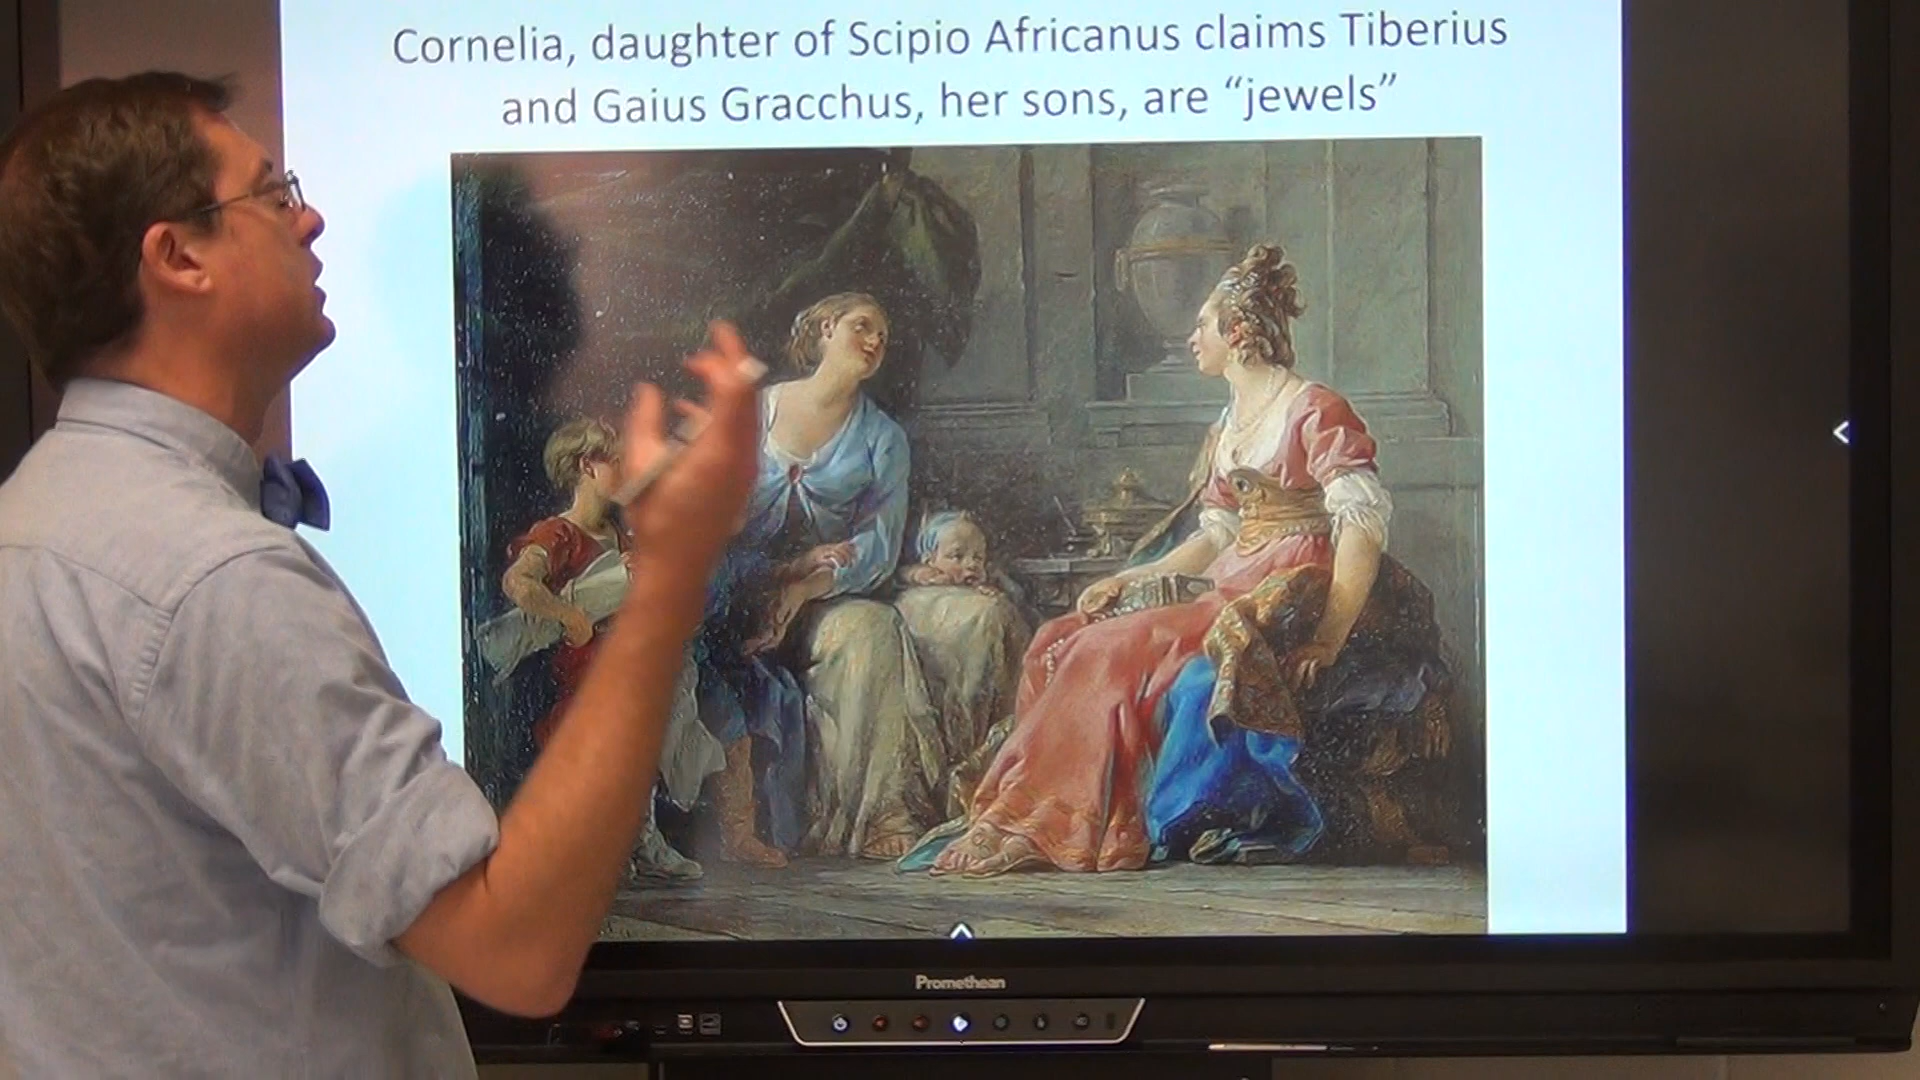 Cornelia, daughter of Scipio Africanus claims Tiberius
and Gaius Gracchus, her sons, are “jewels”
Promethean